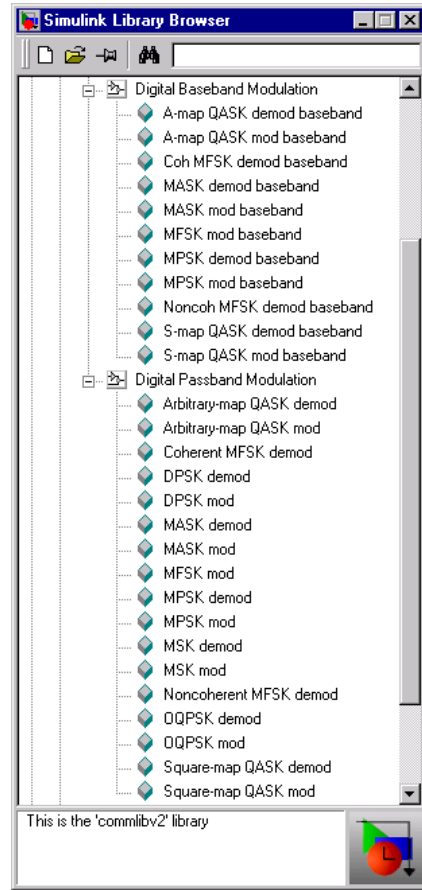 Simulink Library Browser
Digital Baseband Modulation
A-map QASK demod baseband
A-map QASK mod baseband
Coh MFSK demod baseband
MASK demod baseband
MASK mod baseband
MFSK mod baseband
MPSK demod baseband
MPSK mod baseband
Noncoh MFSK demod baseband
S-map QASK demod baseband
S-map QASK mod baseband
Digital Passband Modulation
Arbitrary-map QASK demod
Arbitrary-map QASK mod
Coherent MFSK demod
DPSK demod
DPSK mod
MASK demod
MASK mod
MFSK mod
MPSK demod
MPSK mod
MSK demod
MSK mod
Noncoherent MFSK demod
OQPSK demod
OQPSK mod
Square-map QASK demod
Square-map QASK mod
This is the 'commlibv2' library